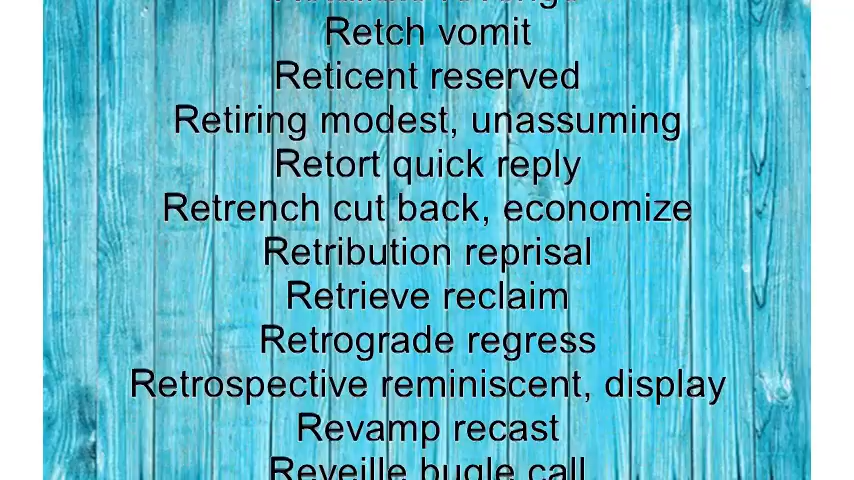 Retch vomit
Reticent reserved
Retiring modest, unassuming
Retort quick reply
Retrench cut back, economize
Retribution reprisal
Retrieve reclaim
Retrograde regress
Retrospective reminiscent, display
Revamp recast
Reveille bugle call